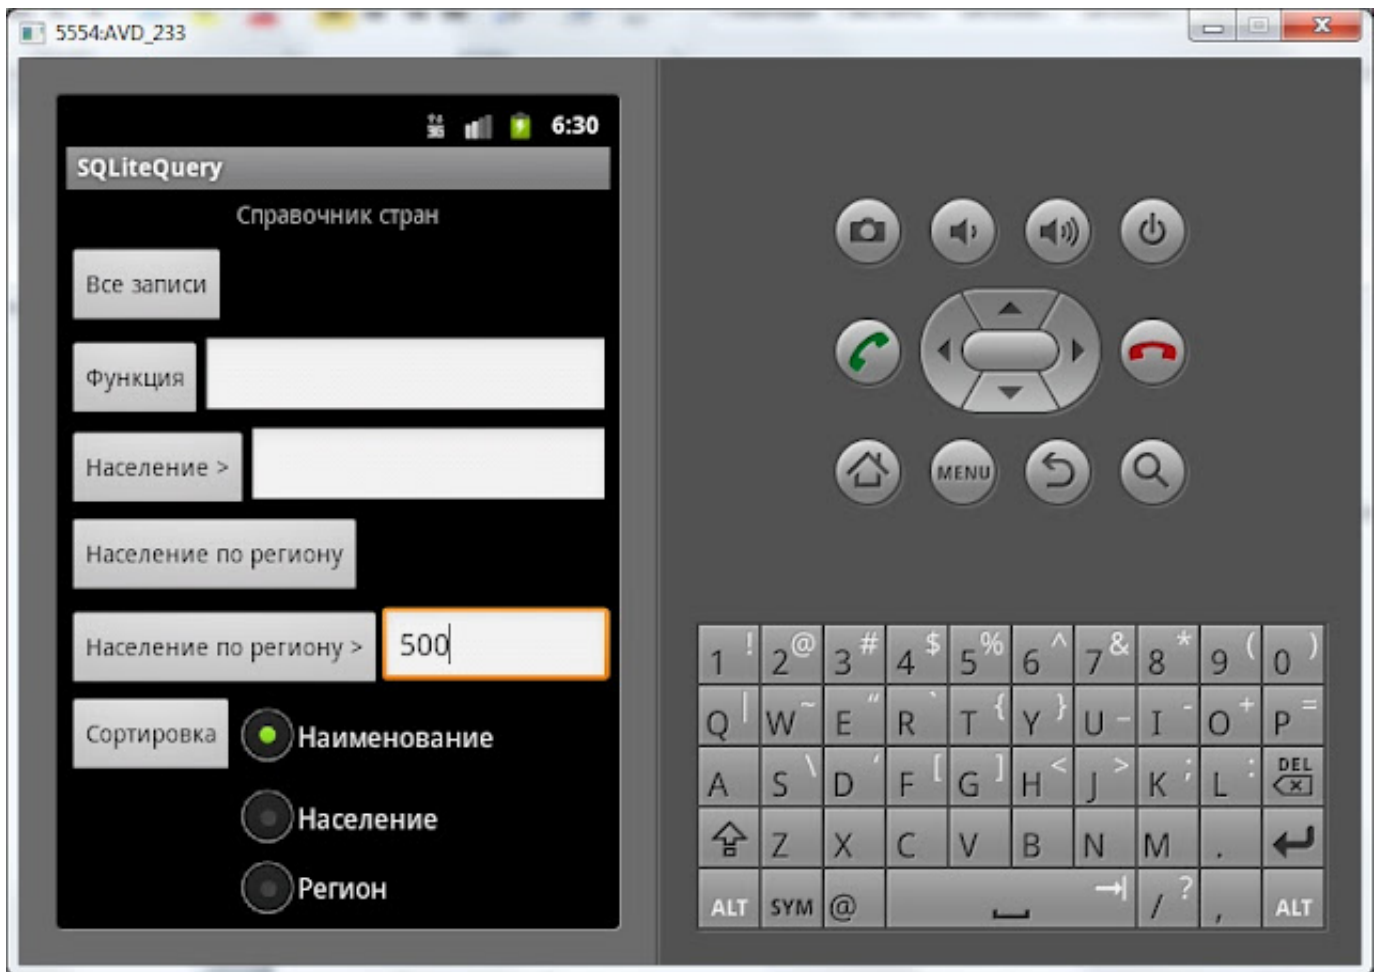 5554:AVD_233
3G 6:30
SQLiteQuery
Справочник стран
Все записи
Функция
Население >
Население по региону
Население по региону > 500
Сортировка Наименование
Население
Регион
MENU
1 ! 2 @ 3 # 4 $ 5 % 6 ^ 7 & 8 * 9 ( 0 )
Q | W ~ E " R ` T { Y } U _ I - O + P =
A S \ D ' F [ G ] H < J > K ; L : DEL
Z X C V B N M .
ALT SYM @ / ? , ALT